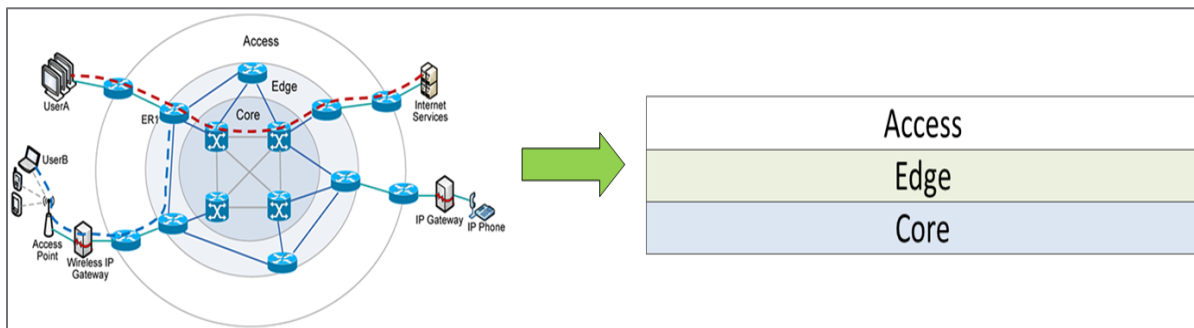 Access
Edge
Core
UserA
ER1
Internet
Services
UserB
Access
Point
Wireless IP
Gateway
IP Gateway
IP Phone
Access
Edge
Core